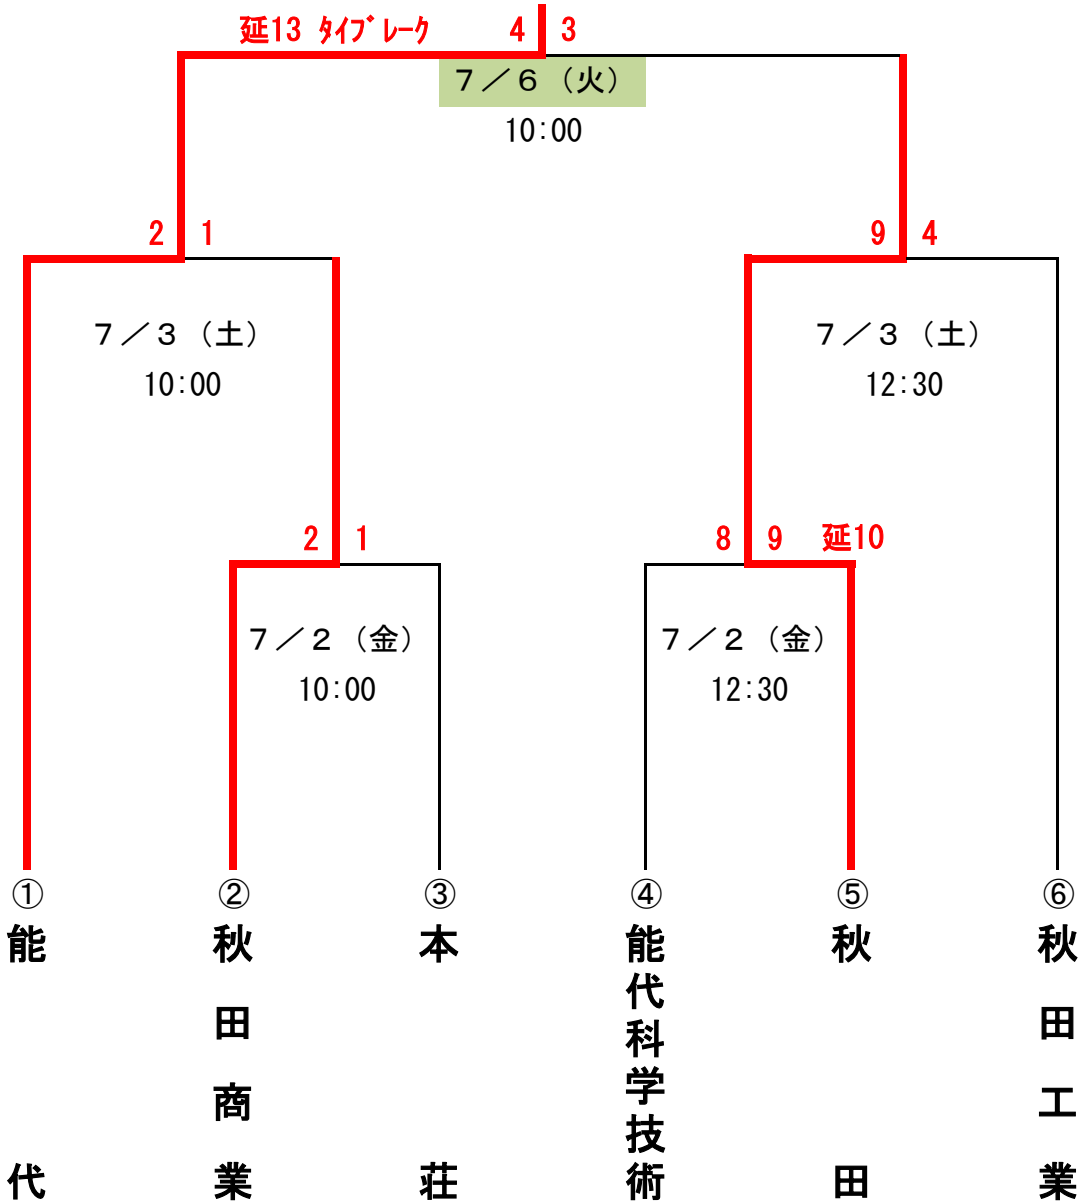 延13 ﾀｲﾌﾞﾚｰｸ 4 3
７／６（火）
10:00
2 1
9 4
７／３（土）
10:00
７／３（土）
12:30
2 1
8 9 延10
７／２（金）
10:00
７／２（金）
12:30
① ② ③ ④ ⑤ ⑥
能代
秋田商業
本荘
能代科学技術
秋田
秋田工業